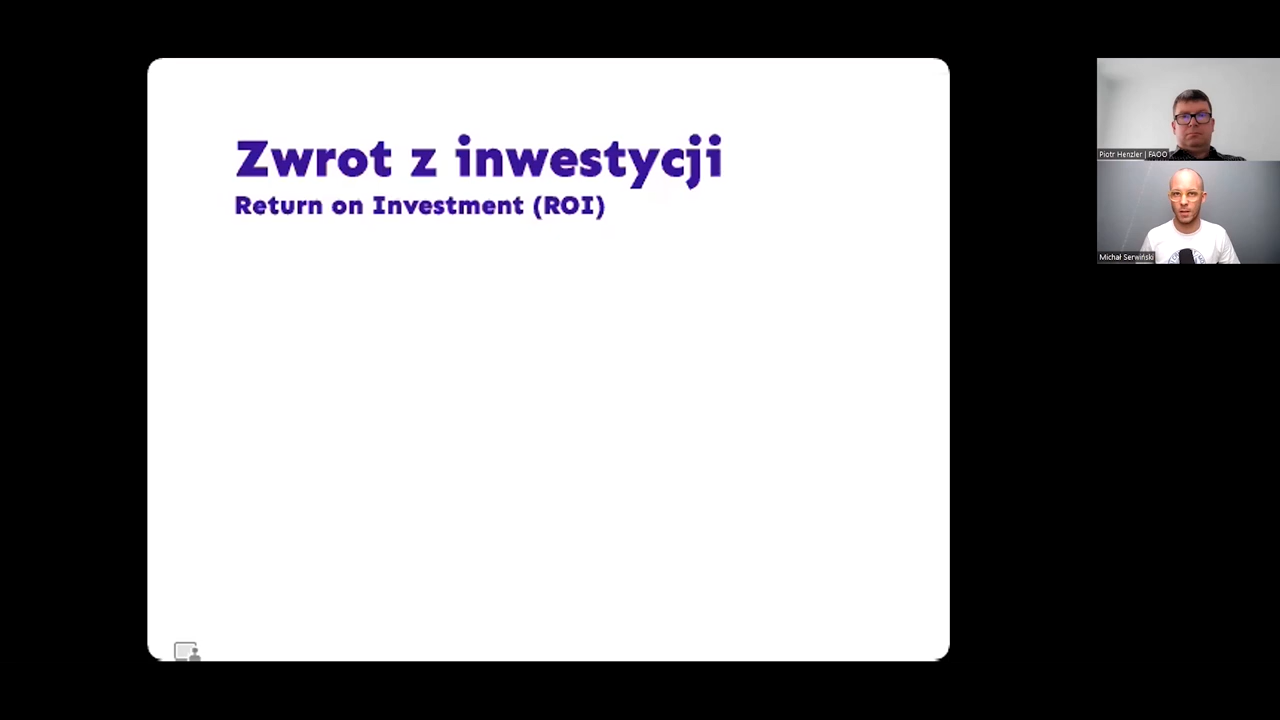 Zwrot z inwestycji
Return on Investment (ROI)
Piotr Henzler | FAOO
Michał Serwiński